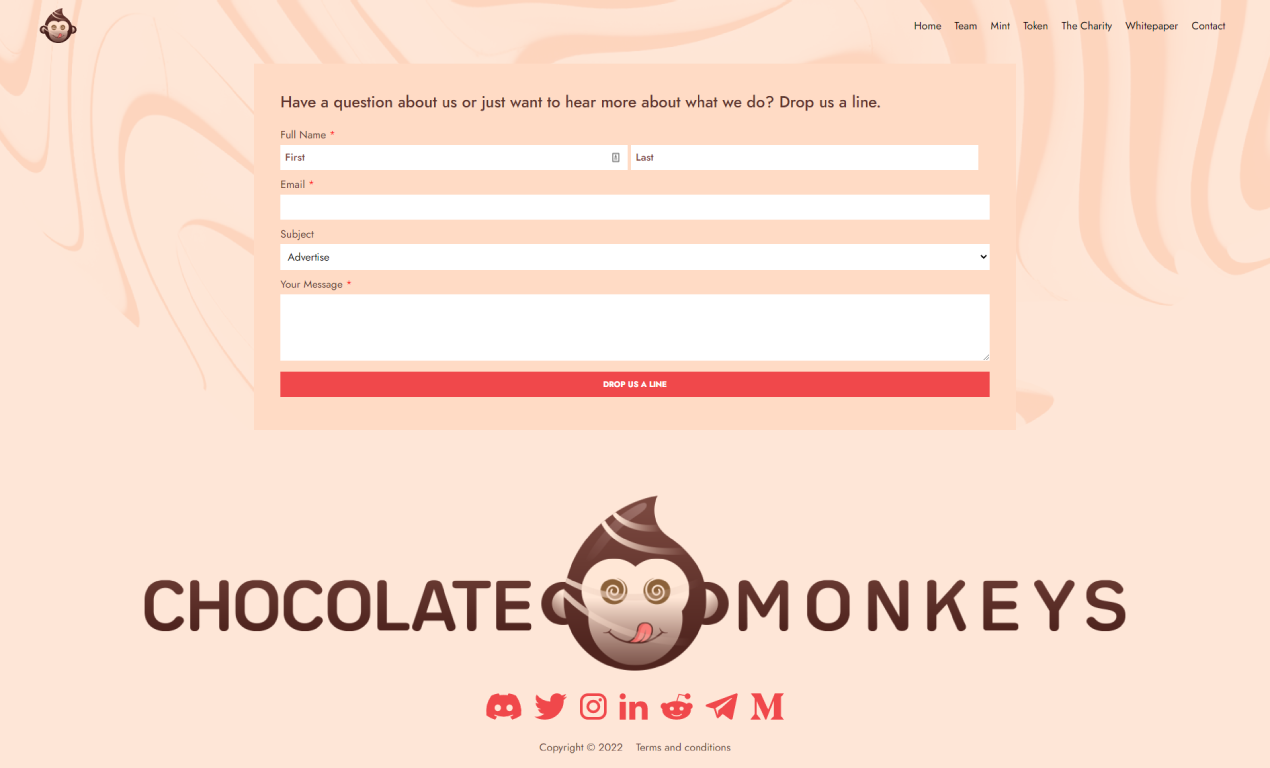 Home Team Mint Token The Charity Whitepaper Contact
Have a question about us or just want to hear more about what we do? Drop us a line.
Full Name *
First Last
Email *
Subject
Advertise
Your Message *
DROP US A LINE
CHOCOLATE MONKEYS
Copyright © 2022 Terms and conditions